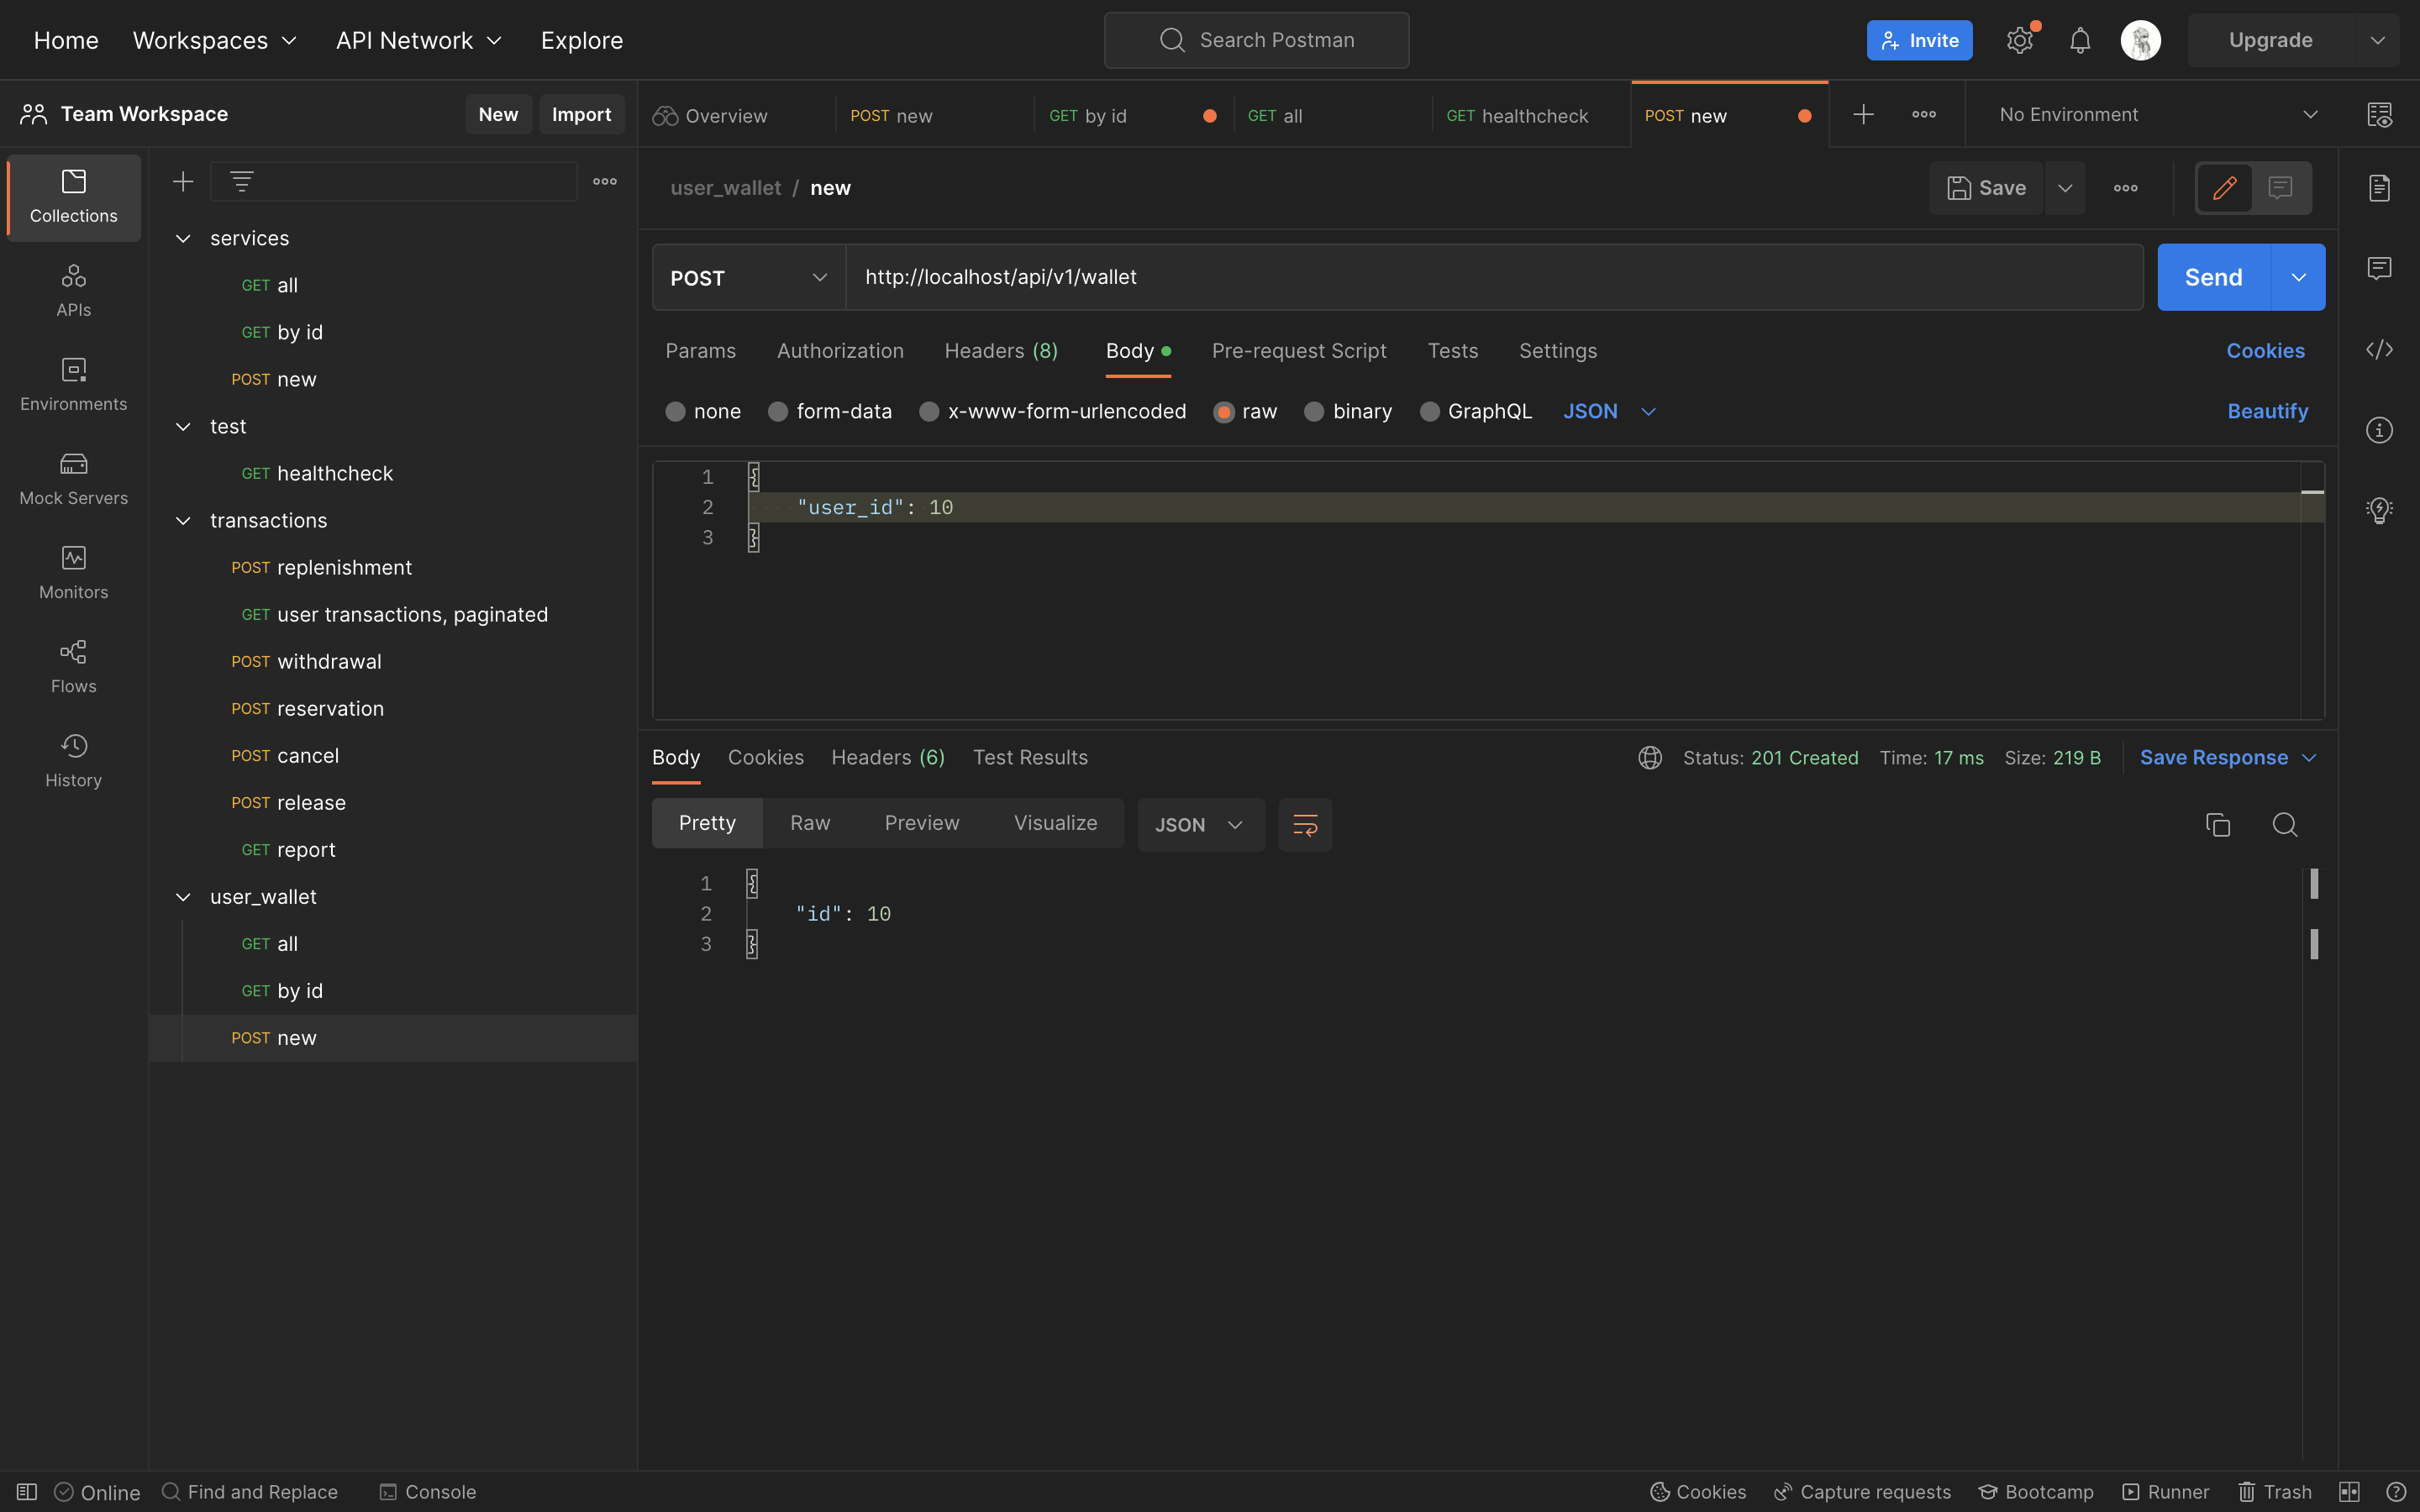 Home Workspaces API Network Explore Search Postman Invite Upgrade
Team Workspace New Import
Overview POST new GET by id GET all GET healthcheck POST new No Environment
Collections
APIs
Environments
Mock Servers
Monitors
Flows
History
services
GET all
GET by id
POST new
test
GET healthcheck
transactions
POST replenishment
GET user transactions, paginated
POST withdrawal
POST reservation
POST cancel
POST release
GET report
user_wallet
GET all
GET by id
POST new
user_wallet / new Save
POST http://localhost/api/v1/wallet Send
Params Authorization Headers (8) Body Pre-request Script Tests Settings Cookies
none form-data x-www-form-urlencoded raw binary GraphQL JSON Beautify
1 {
2 "user_id": 10
3 }
Body Cookies Headers (6) Test Results Status: 201 Created Time: 17 ms Size: 219 B Save Response
Pretty Raw Preview Visualize JSON
1 {
2 "id": 10
3 }
Online Find and Replace Console Cookies Capture requests Bootcamp Runner Trash